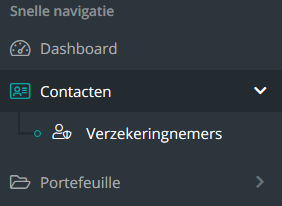 Snelle navigatie
Dashboard
Contacten
Verzekeringnemers
Portefeuille